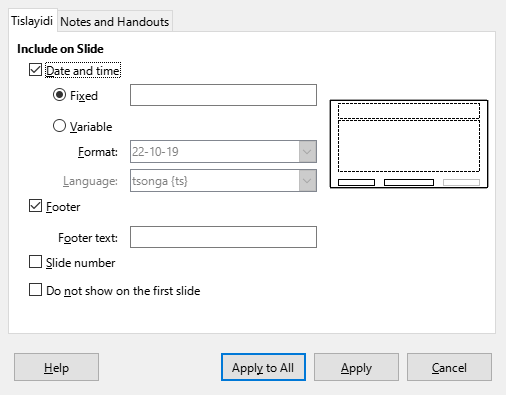 Tislayidi Notes and Handouts
Include on Slide
Date and time
Fixed
Variable
Format: 22-10-19
Language: tsonga {ts}
Footer
Footer text:
Slide number
Do not show on the first slide
Help Apply to All Apply Cancel